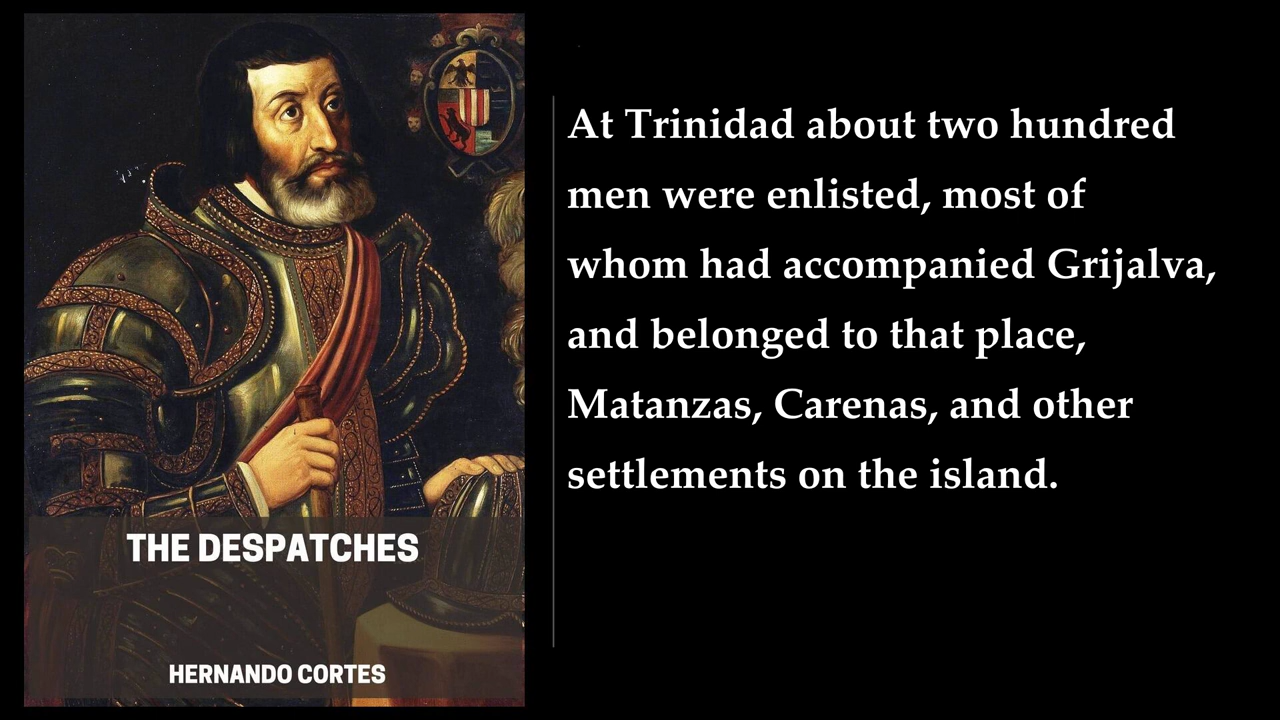 At Trinidad about two hundred
men were enlisted, most of
whom had accompanied Grijalva,
and belonged to that place,
Matanzas, Carenas, and other
settlements on the island.
THE DESPATCHES
HERNANDO CORTES